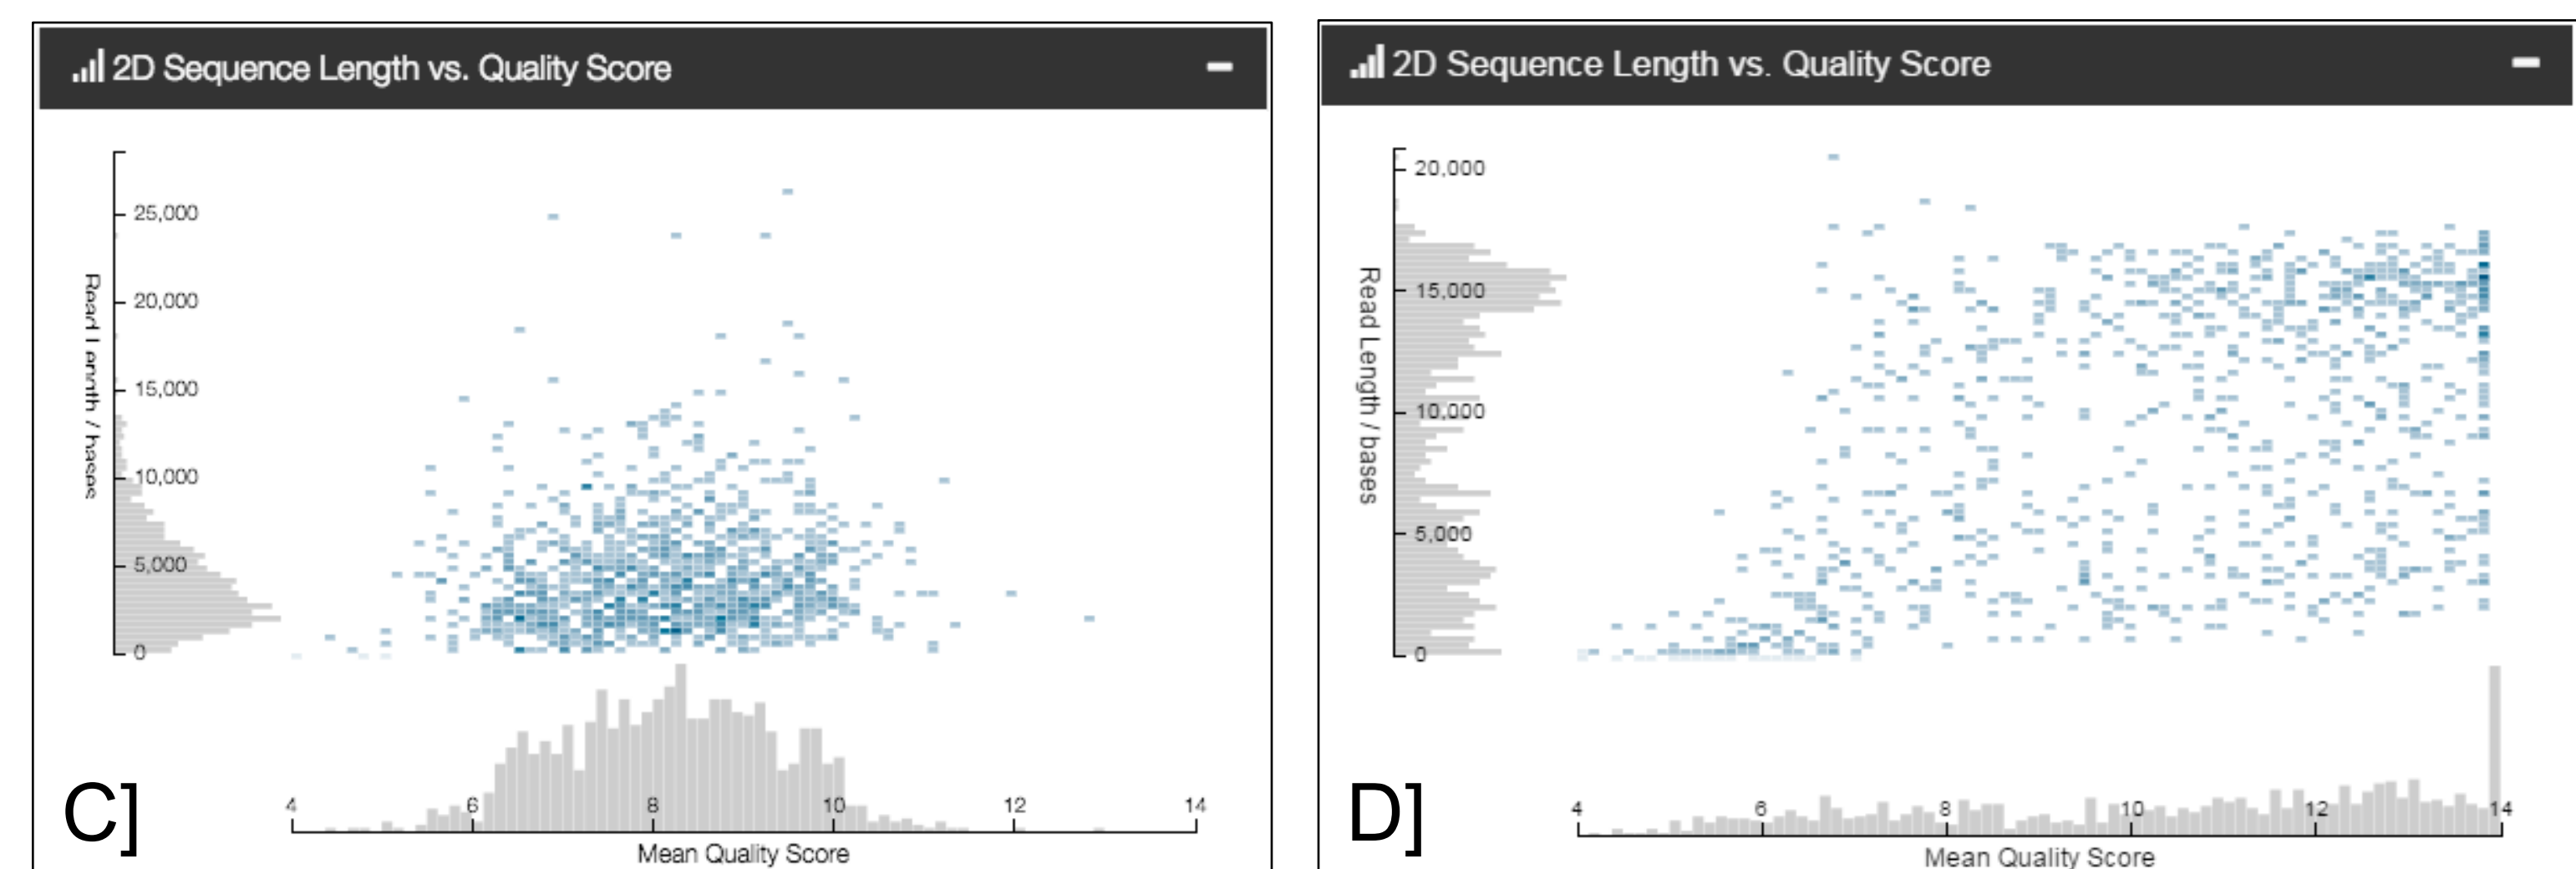 2D Sequence Length vs. Quality Score
25,000
20,000
15,000
10,000
5,000
0
Read Length / bases
4 6 8 10 12 14
Mean Quality Score
C]
2D Sequence Length vs. Quality Score
20,000
15,000
10,000
5,000
0
Read Length / bases
4 6 8 10 12 14
Mean Quality Score
D]